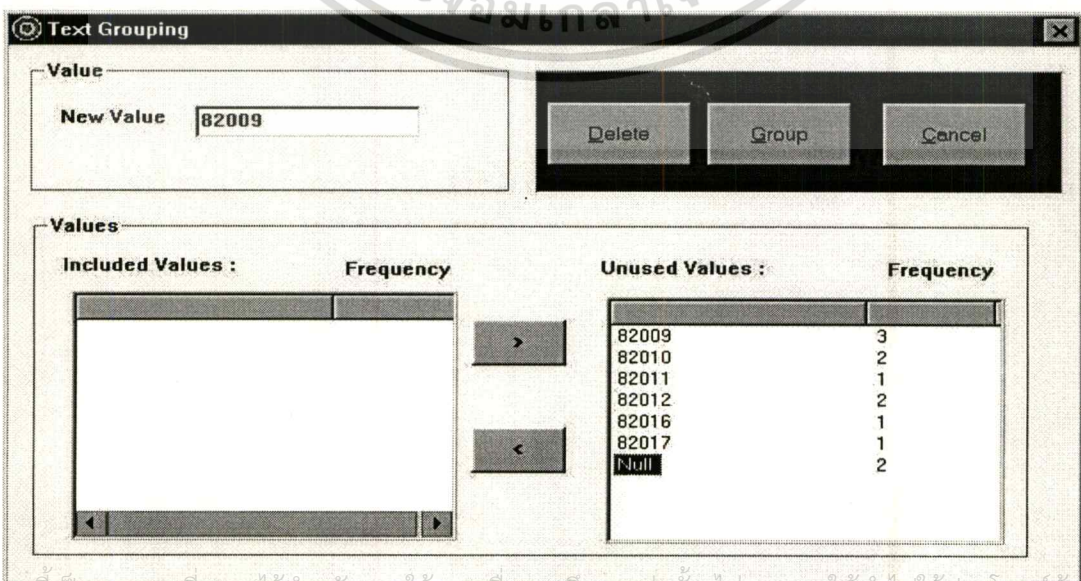 Text Grouping
Value
New Value 82009
Delete Group Cancel
Values
Included Values : Frequency Unused Values : Frequency
> 82009 3
82010 2
82011 1
82012 2
82016 1
< 82017 1
Null 2